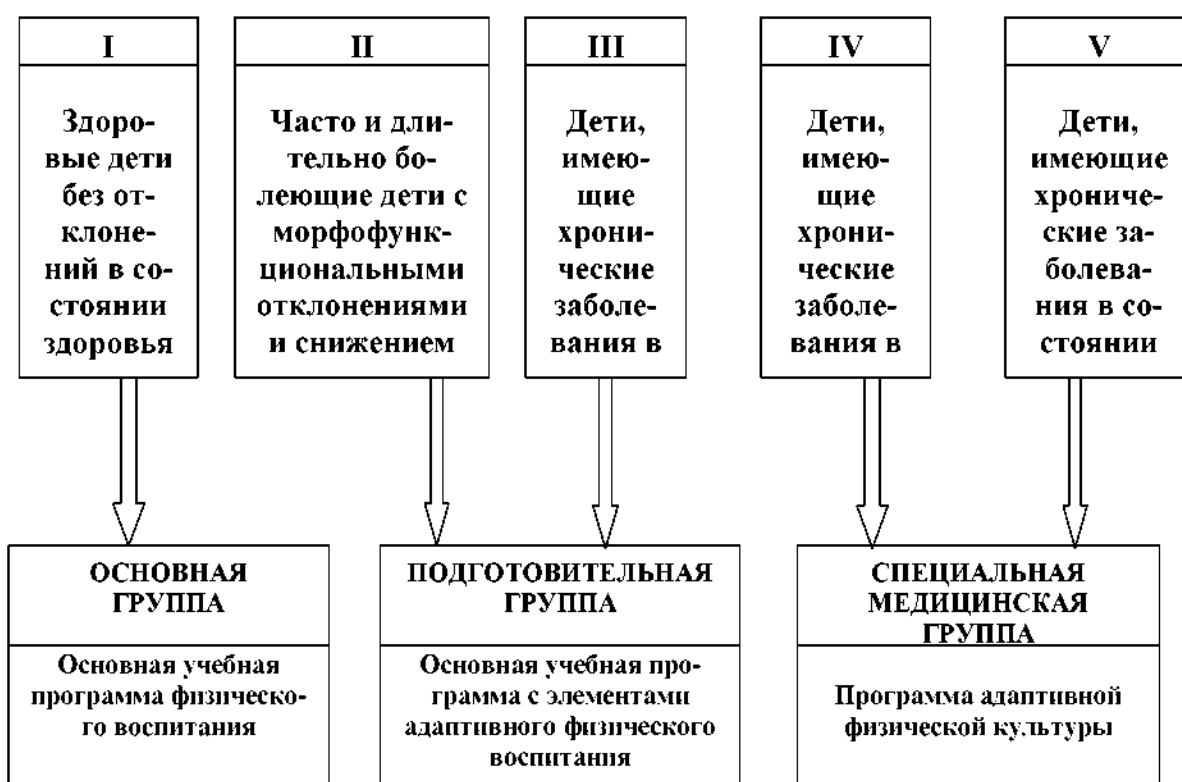 I
Здоро-
вые дети
без от-
клоне-
ний в со-
стоянии
здоровья
II
Часто и дли-
тельно бо-
леющие дети с
морфофунк-
циональными
отклонениями
и снижением
III
Дети,
имею-
щие
хрони-
ческие
заболе-
вания в
IV
Дети,
имею-
щие
хрони-
ческие
заболе-
вания в
V
Дети,
имеющие
хрониче-
ские за-
болева-
ния в со-
стоянии
ОСНОВНАЯ
ГРУППА
Основная учебная
программа физическо-
го воспитания
ПОДГОТОВИТЕЛЬНАЯ
ГРУППА
Основная учебная про-
грамма с элементами
адаптивного физического
воспитания
СПЕЦИАЛЬНАЯ
МЕДИЦИНСКАЯ
ГРУППА
Программа адаптивной
физической культуры